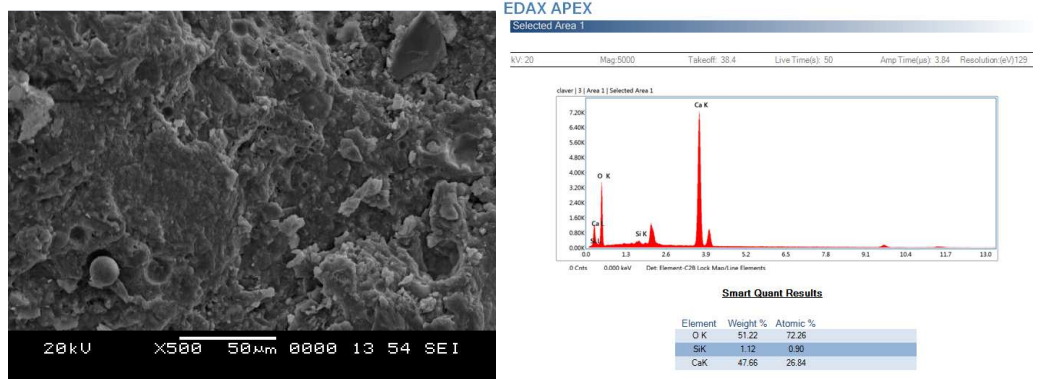 20kU X500 50µm 0000 13 54 SEI
EDAX APEX
Selected Area 1
kV: 20 Mag:5000 Takeoff: 38.4 Live Time(s): 50 Amp Time(µs): 3.84 Resolution:(eV)129
claver | 3 | Area 1 | Selected Area 1
Ca K
7.20K
6.40K
5.60K
4.80K
4.00K
O K
3.20K
2.40K
1.60K
Ca L
Si K
0.80K
0.00K
0.0 1.3 2.6 3.9 5.2 6.5 7.8 9.1 10.4 11.7 13.0
0 Cnts 0.000 keV Det: Element-C2B Lock Map/Line Elements
Smart Quant Results
Element Weight % Atomic %
O K 51.22 72.26
SiK 1.12 0.90
CaK 47.66 26.84